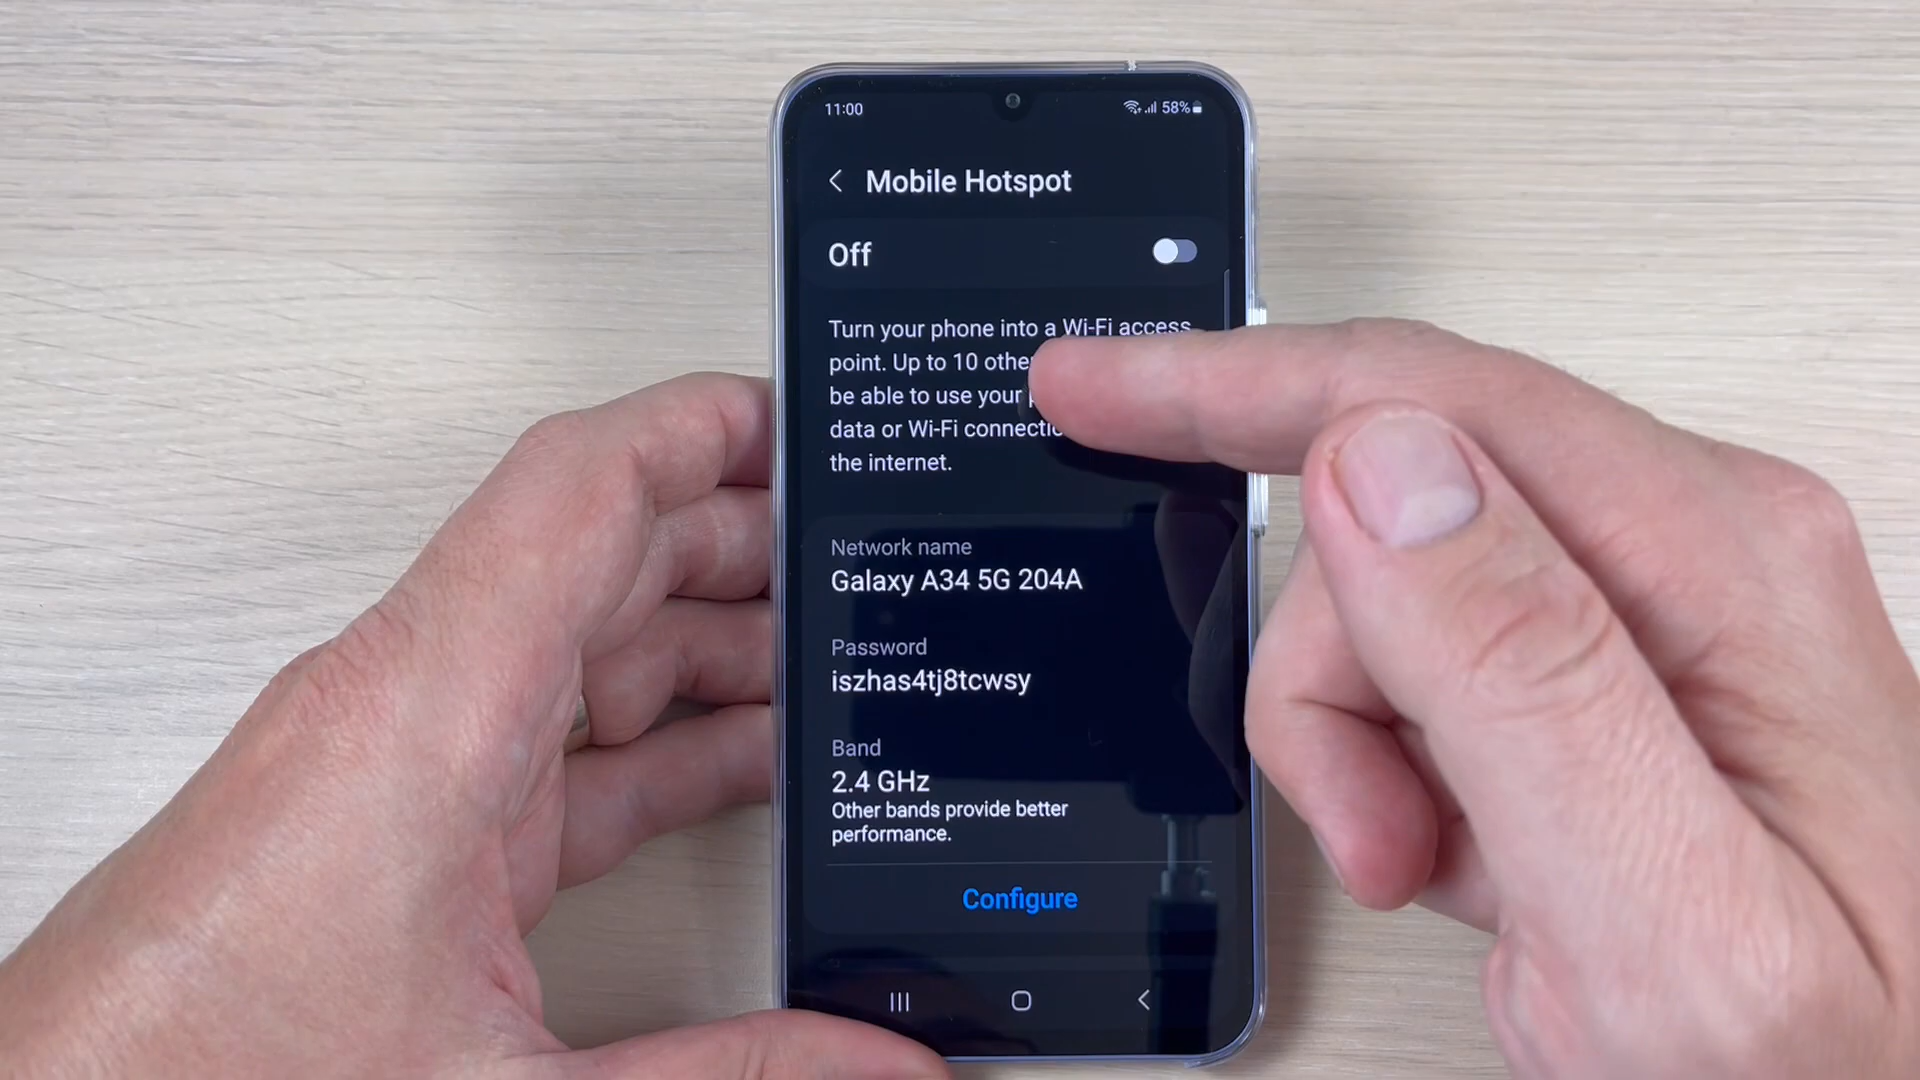 11:00
58%
Mobile Hotspot
Off
Turn your phone into a Wi-Fi access
point. Up to 10 other
be able to use your
data or Wi-Fi
the internet.
Network name
Galaxy A34 5G 204A
Password
iszhas4tj8tcwsy
Band
2.4 GHz
Other bands provide better
performance.
Configure